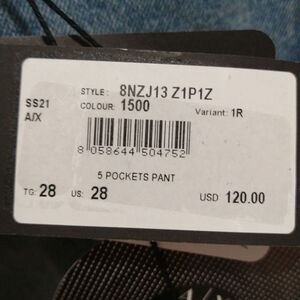 STYLE: 8NZJ13 Z1P1Z
SS21 COLOUR: 1500 Variant: 1R
A/X
8 058644 504752
5 POCKETS PANT
TG: 28 US: 28 USD 120.00